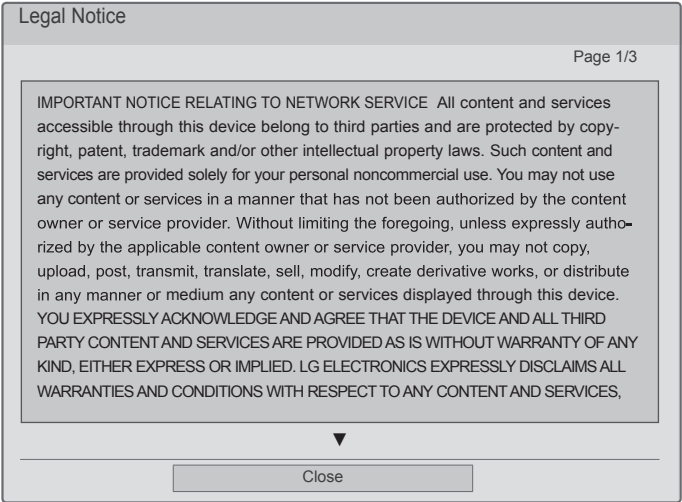 Legal Notice
Page 1/3
IMPORTANT NOTICE RELATING TO NETWORK SERVICE All content and services
accessible through this device belong to third parties and are protected by copy-
right, patent, trademark and/or other intellectual property laws. Such content and
services are provided solely for your personal noncommercial use. You may not use
any content or services in a manner that has not been authorized by the content
owner or service provider. Without limiting the foregoing, unless expressly autho-
rized by the applicable content owner or service provider, you may not copy,
upload, post, transmit, translate, sell, modify, create derivative works, or distribute
in any manner or medium any content or services displayed through this device.
YOU EXPRESSLY ACKNOWLEDGE AND AGREE THAT THE DEVICE AND ALL THIRD
PARTY CONTENT AND SERVICES ARE PROVIDED AS IS WITHOUT WARRANTY OF ANY
KIND, EITHER EXPRESS OR IMPLIED. LG ELECTRONICS EXPRESSLY DISCLAIMS ALL
WARRANTIES AND CONDITIONS WITH RESPECT TO ANY CONTENT AND SERVICES,
▼
Close